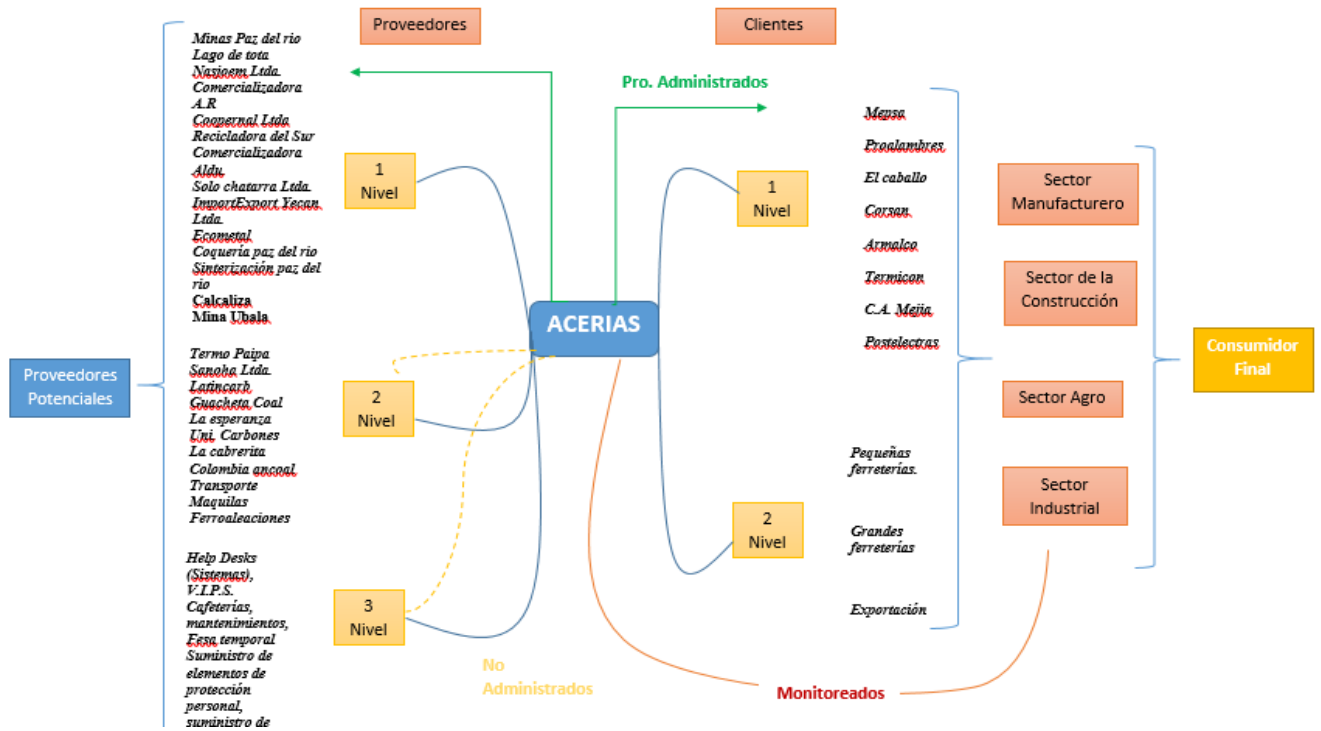 Proveedores
Clientes
Minas Paz del rio
Lago de tota
Nasjoem Ltda.
Comercializadora
A.R
Coopernal Ltda
Recicladora del Sur
Comercializadora
Aldu.
Solo chatarra Ltda.
ImportExport Yecan
Ltda.
Ecometal
Coquería paz del rio
Sinterización paz del
rio
Calcaliza
Mina Ubala
1
Nivel
Pro. Administrados
1
Nivel
Mepsa
Proalambres
El caballo
Corsan
Armalco
Termicon
C.A. Mejia
Postelectras
Sector
Manufacturero
Sector de la
Construcción
ACERIAS
Consumidor
Final
Proveedores
Potenciales
Termo Paipa
Sanoha Ltda.
Latincarb
Guacheta Coal
La esperanza
Uni. Carbones
La cabrerita
Colombia ancoal
Transporte
Maquilas
Ferroaleaciones
2
Nivel
Sector Agro
Pequeñas
ferreterías.
Sector
Industrial
2
Nivel
Grandes
ferreterías
Exportación
Help Desks
(Sistemas),
V.I.P.S.
Cafeterías,
mantenimientos,
Fesa temporal
Suministro de
elementos de
protección
personal,
suministro de
3
Nivel
No
Administrados
Monitoreados